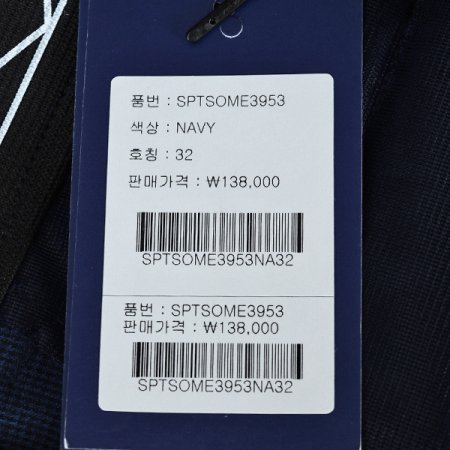 품번 : SPTSOME3953
색상 : NAVY
호칭 : 32
판매가격 : ₩138,000
SPTSOME3953NA32
품번 : SPTSOME3953
판매가격 : ₩138,000
SPTSOME3953NA32